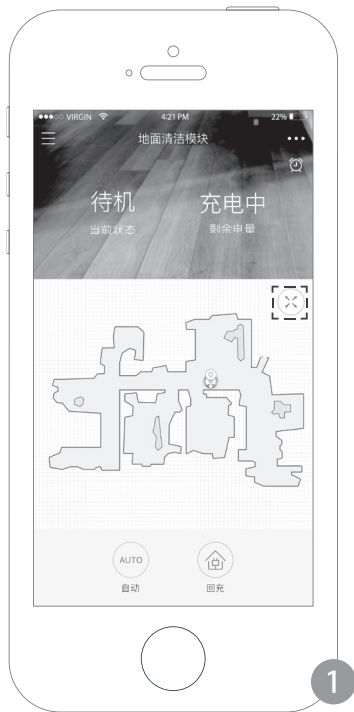 VIRGIN 4:21 PM 22%
地面清洁模块
待机 充电中
当前状态 剩余电量
AUTO
自动 回充
1